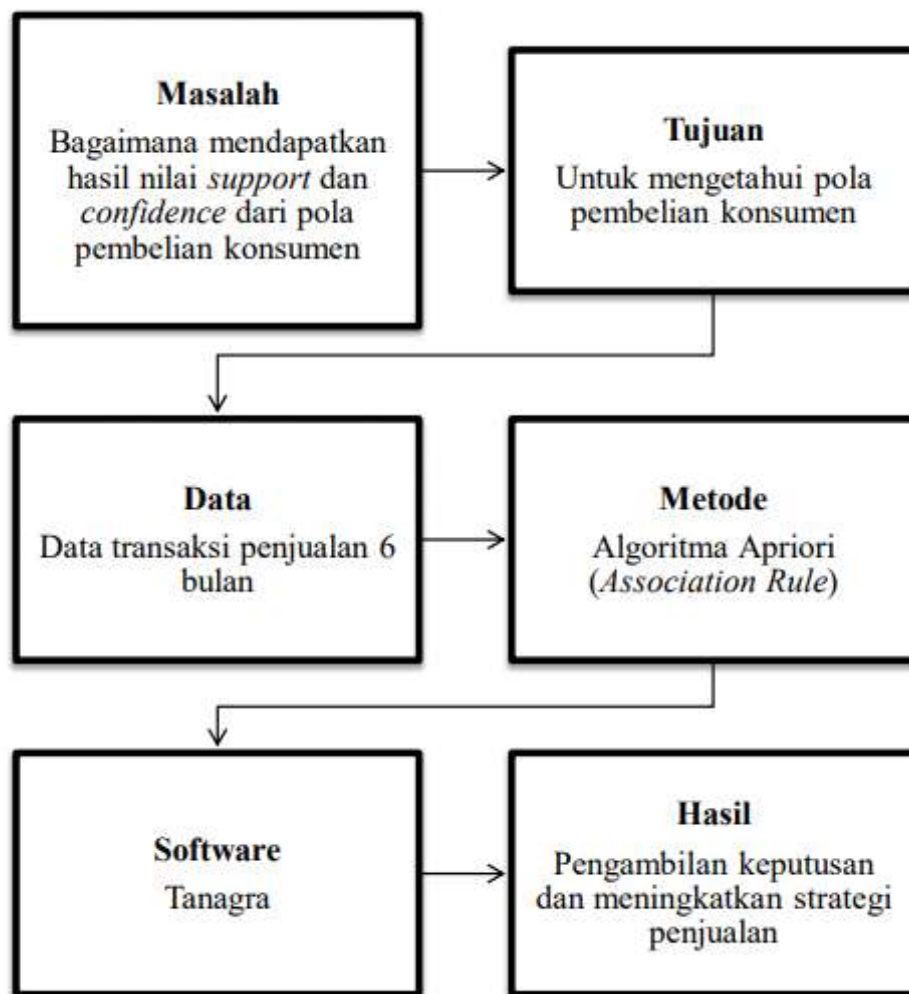 Masalah
Bagaimana mendapatkan
hasil nilai support dan
confidence dari pola
pembelian konsumen
Tujuan
Untuk mengetahui pola
pembelian konsumen
Data
Data transaksi penjualan 6
bulan
Metode
Algoritma Apriori
(Association Rule)
Software
Tanagra
Hasil
Pengambilan keputusan
dan meningkatkan strategi
penjualan